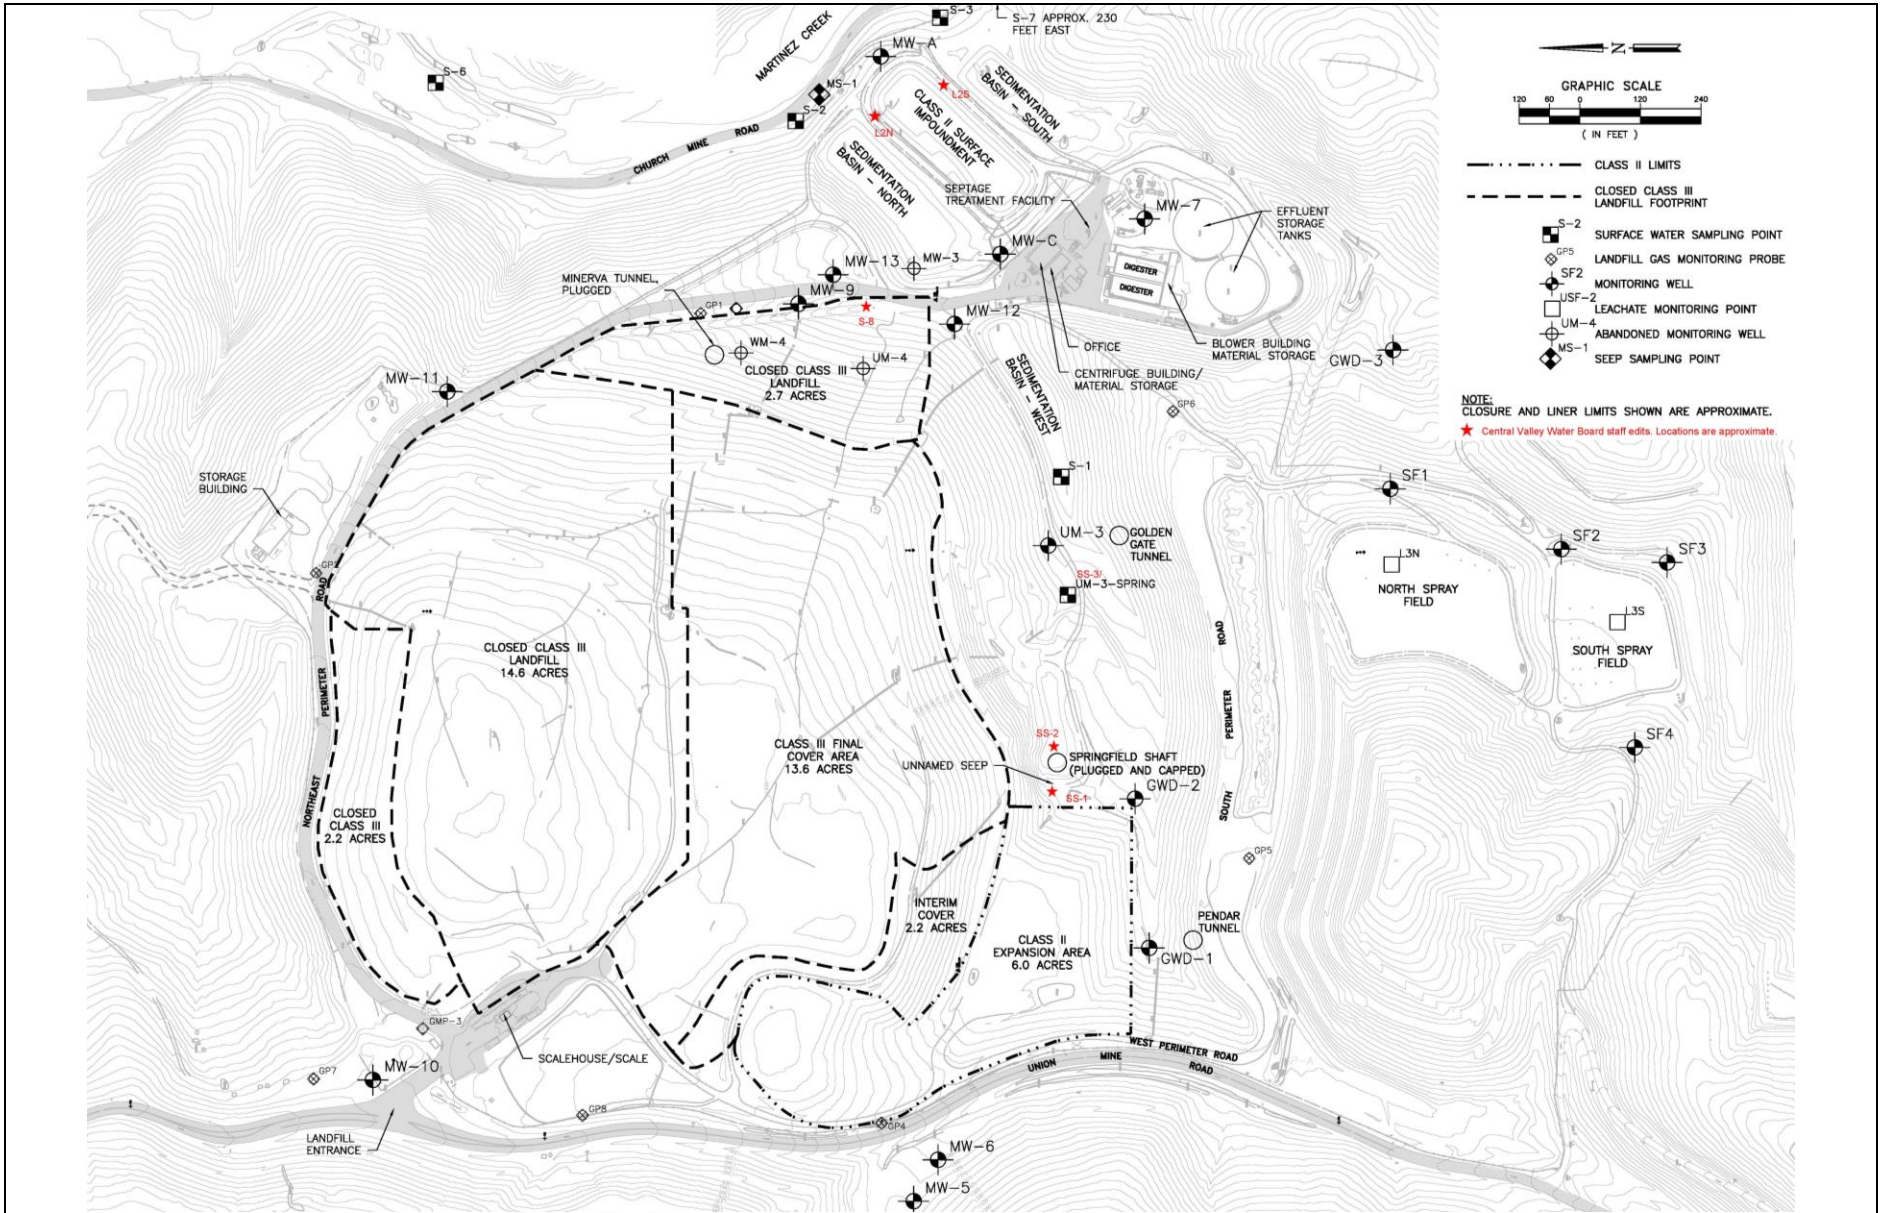 S-3
S-7 APPROX. 230
FEET EAST
MW-A
MARTINEZ CREEK
S-6
MS-1
S-2
L2S
L2N
SEDIMENTATION
BASIN - SOUTH
CLASS II SURFACE
IMPOUNDMENT
CHURCH MINE ROAD
SEDIMENTATION
BASIN - NORTH
SEPTAGE
TREATMENT FACILITY
MW-7
EFFLUENT
STORAGE
TANKS
MW-C
MW-13
MW-3
DIGESTER
DIGESTER
MINERVA TUNNEL,
PLUGGED
MW-9
GP1
S-8
MW-12
OFFICE
BLOWER BUILDING
MATERIAL STORAGE
CENTRIFUGE BUILDING/
MATERIAL STORAGE
GWD-3
WM-4
UM-4
CLOSED CLASS III
LANDFILL
2.7 ACRES
MW-11
SEDIMENTATION
BASIN - WEST
GP6
N
GRAPHIC SCALE
120 60 0 120 240
( IN FEET )
CLASS II LIMITS
CLOSED CLASS III
LANDFILL FOOTPRINT
S-2
SURFACE WATER SAMPLING POINT
GP5
LANDFILL GAS MONITORING PROBE
SF2
MONITORING WELL
USF-2
LEACHATE MONITORING POINT
UM-4
ABANDONED MONITORING WELL
MS-1
SEEP SAMPLING POINT
NOTE:
CLOSURE AND LINER LIMITS SHOWN ARE APPROXIMATE.
Central Valley Water Board staff edits. Locations are approximate.
STORAGE
BUILDING
S-1
SF1
UM-3
GOLDEN
GATE
TUNNEL
SS-3/
UM-3-SPRING
SF2
SF3
L3N
NORTH SPRAY
FIELD
L3S
SOUTH SPRAY
FIELD
SF4
NORTHEAST PERIMETER ROAD
CLOSED CLASS III
LANDFILL
14.6 ACRES
SOUTH PERIMETER ROAD
CLASS III FINAL
COVER AREA
13.6 ACRES
SS-2
SPRINGFIELD SHAFT
(PLUGGED AND CAPPED)
UNNAMED SEEP
SS-1
GWD-2
CLOSED
CLASS III
2.2 ACRES
GP5
INTERIM
COVER
2.2 ACRES
PENDAR
TUNNEL
CLASS II
EXPANSION AREA
6.0 ACRES
GWD-1
GMP-3
SCALEHOUSE/SCALE
WEST PERIMETER ROAD
UNION MINE ROAD
GP7
MW-10
GP8
GP4
LANDFILL
ENTRANCE
MW-6
MW-5